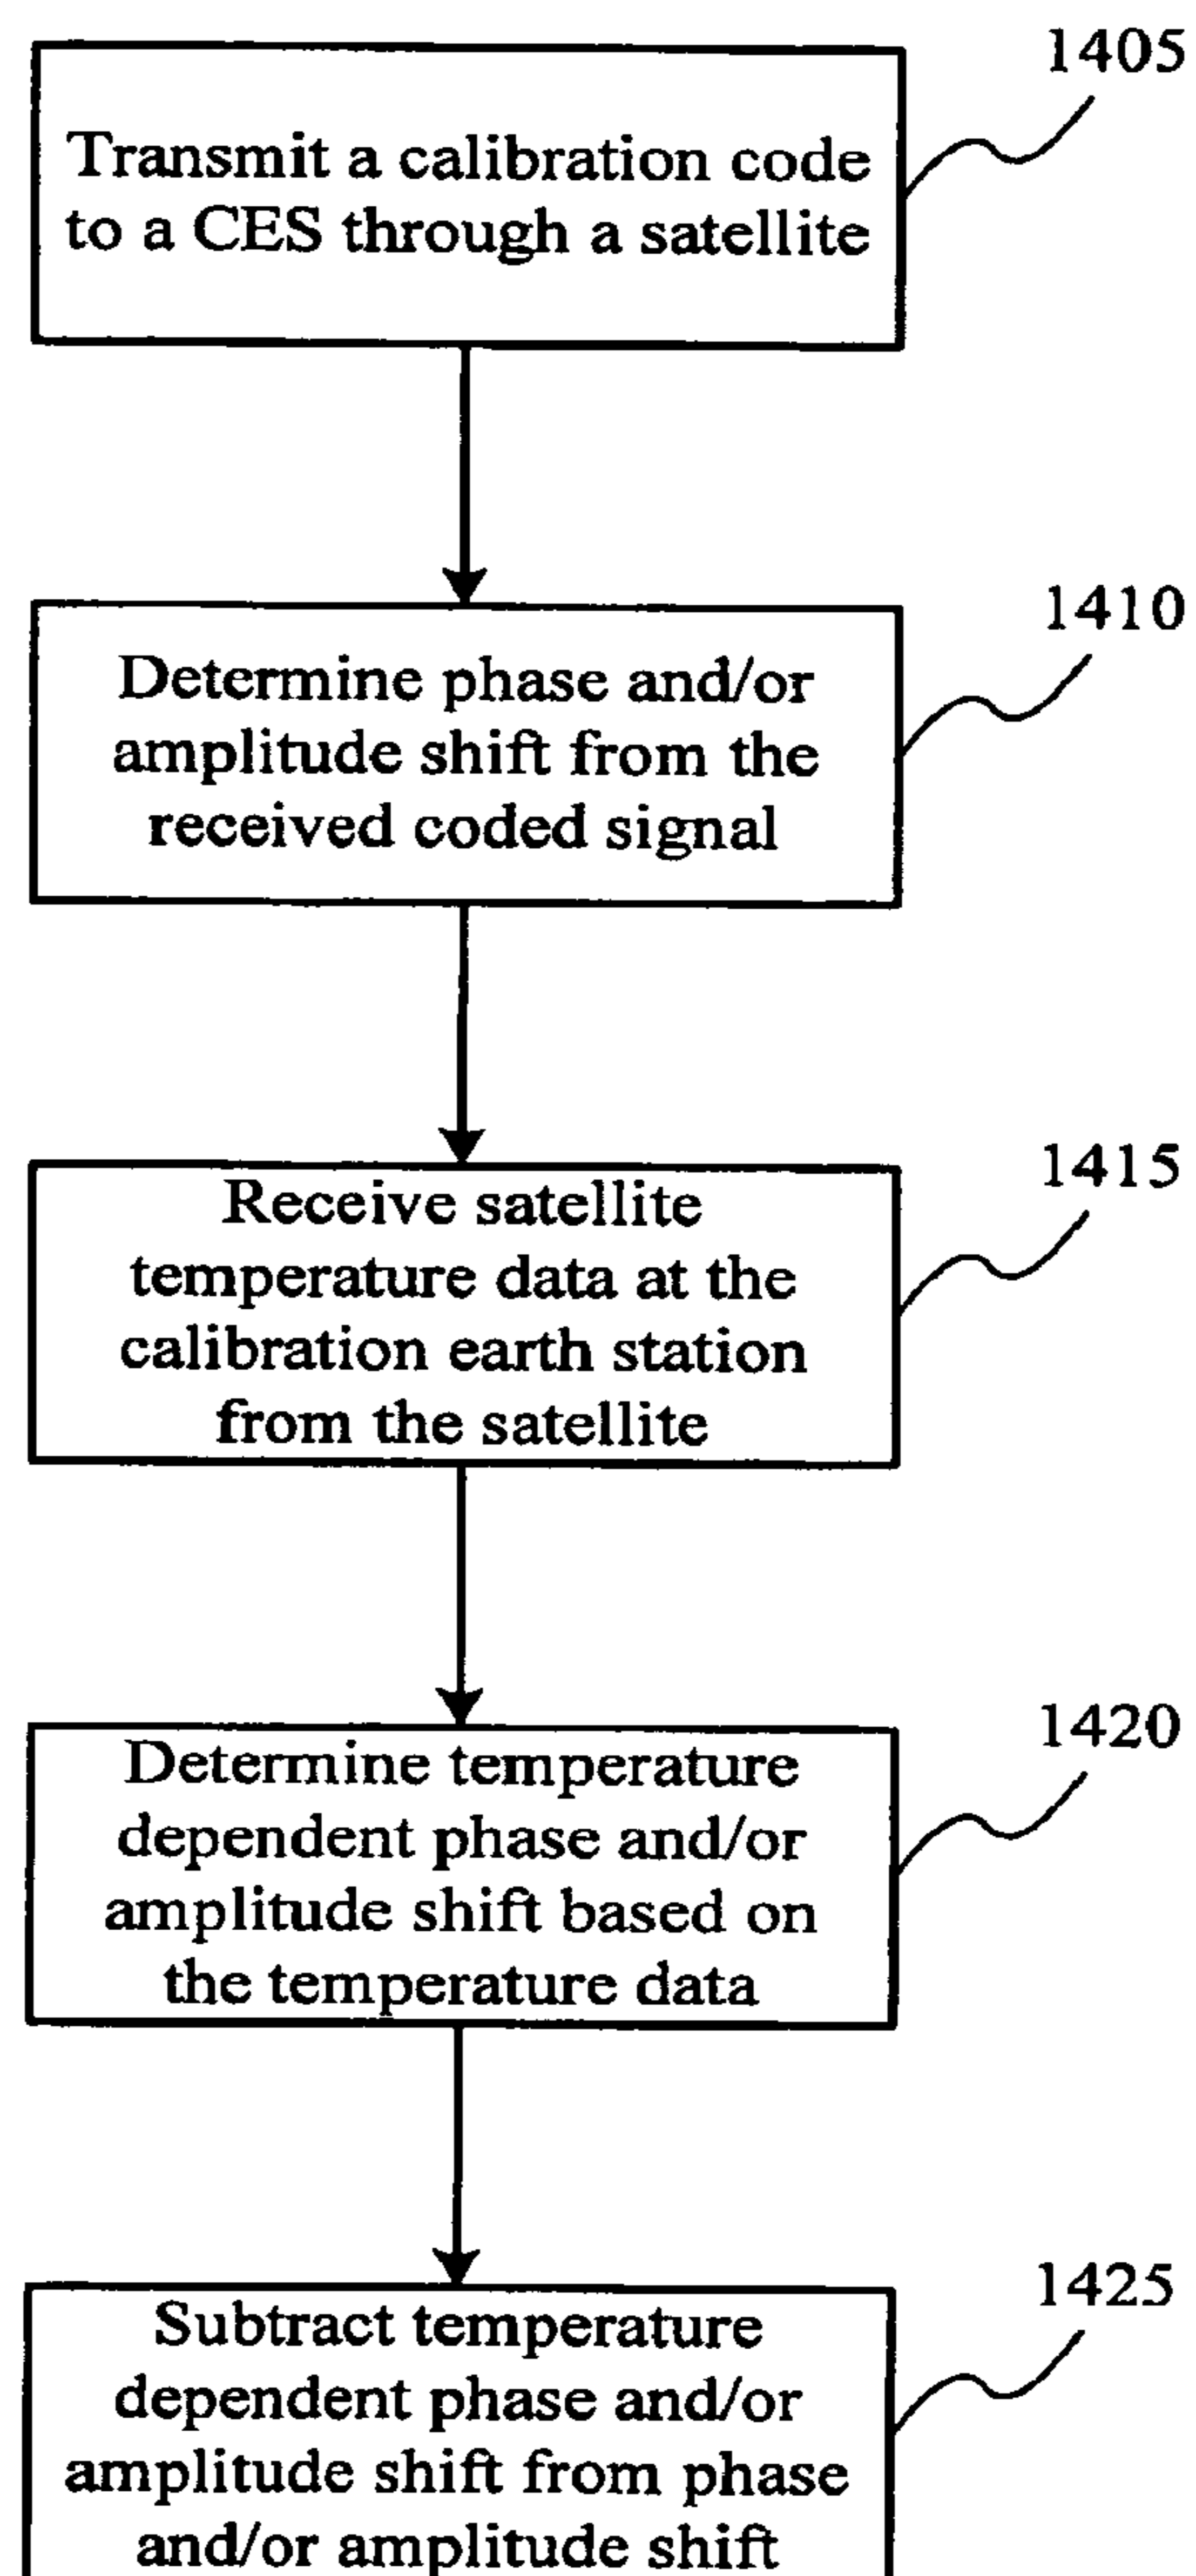 1405
Transmit a calibration code
to a CES through a satellite
1410
Determine phase and/or
amplitude shift from the
received coded signal
1415
Receive satellite
temperature data at the
calibration earth station
from the satellite
1420
Determine temperature
dependent phase and/or
amplitude shift based on
the temperature data
1425
Subtract temperature
dependent phase and/or
amplitude shift from phase
and/or amplitude shift